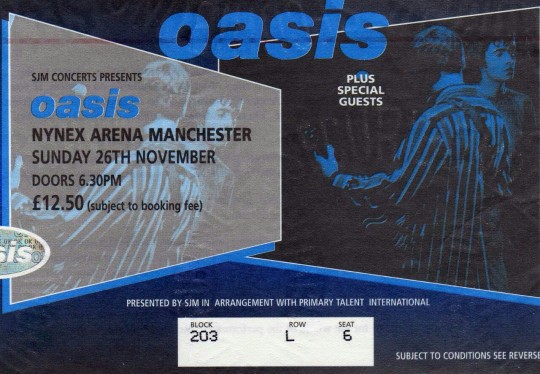 oasis
PLUS
SPECIAL
GUESTS
SJM CONCERTS PRESENTS
oasis
NYNEX ARENA MANCHESTER
SUNDAY 26TH NOVEMBER
DOORS 6.30PM
£12.50 (subject to booking fee)
sis
PRESENTED BY SJM IN ARRANGEMENT WITH PRIMARY TALENT INTERNATIONAL
BLOCK ROW SEAT
203 L 6
SUBJECT TO CONDITIONS SEE REVERSE